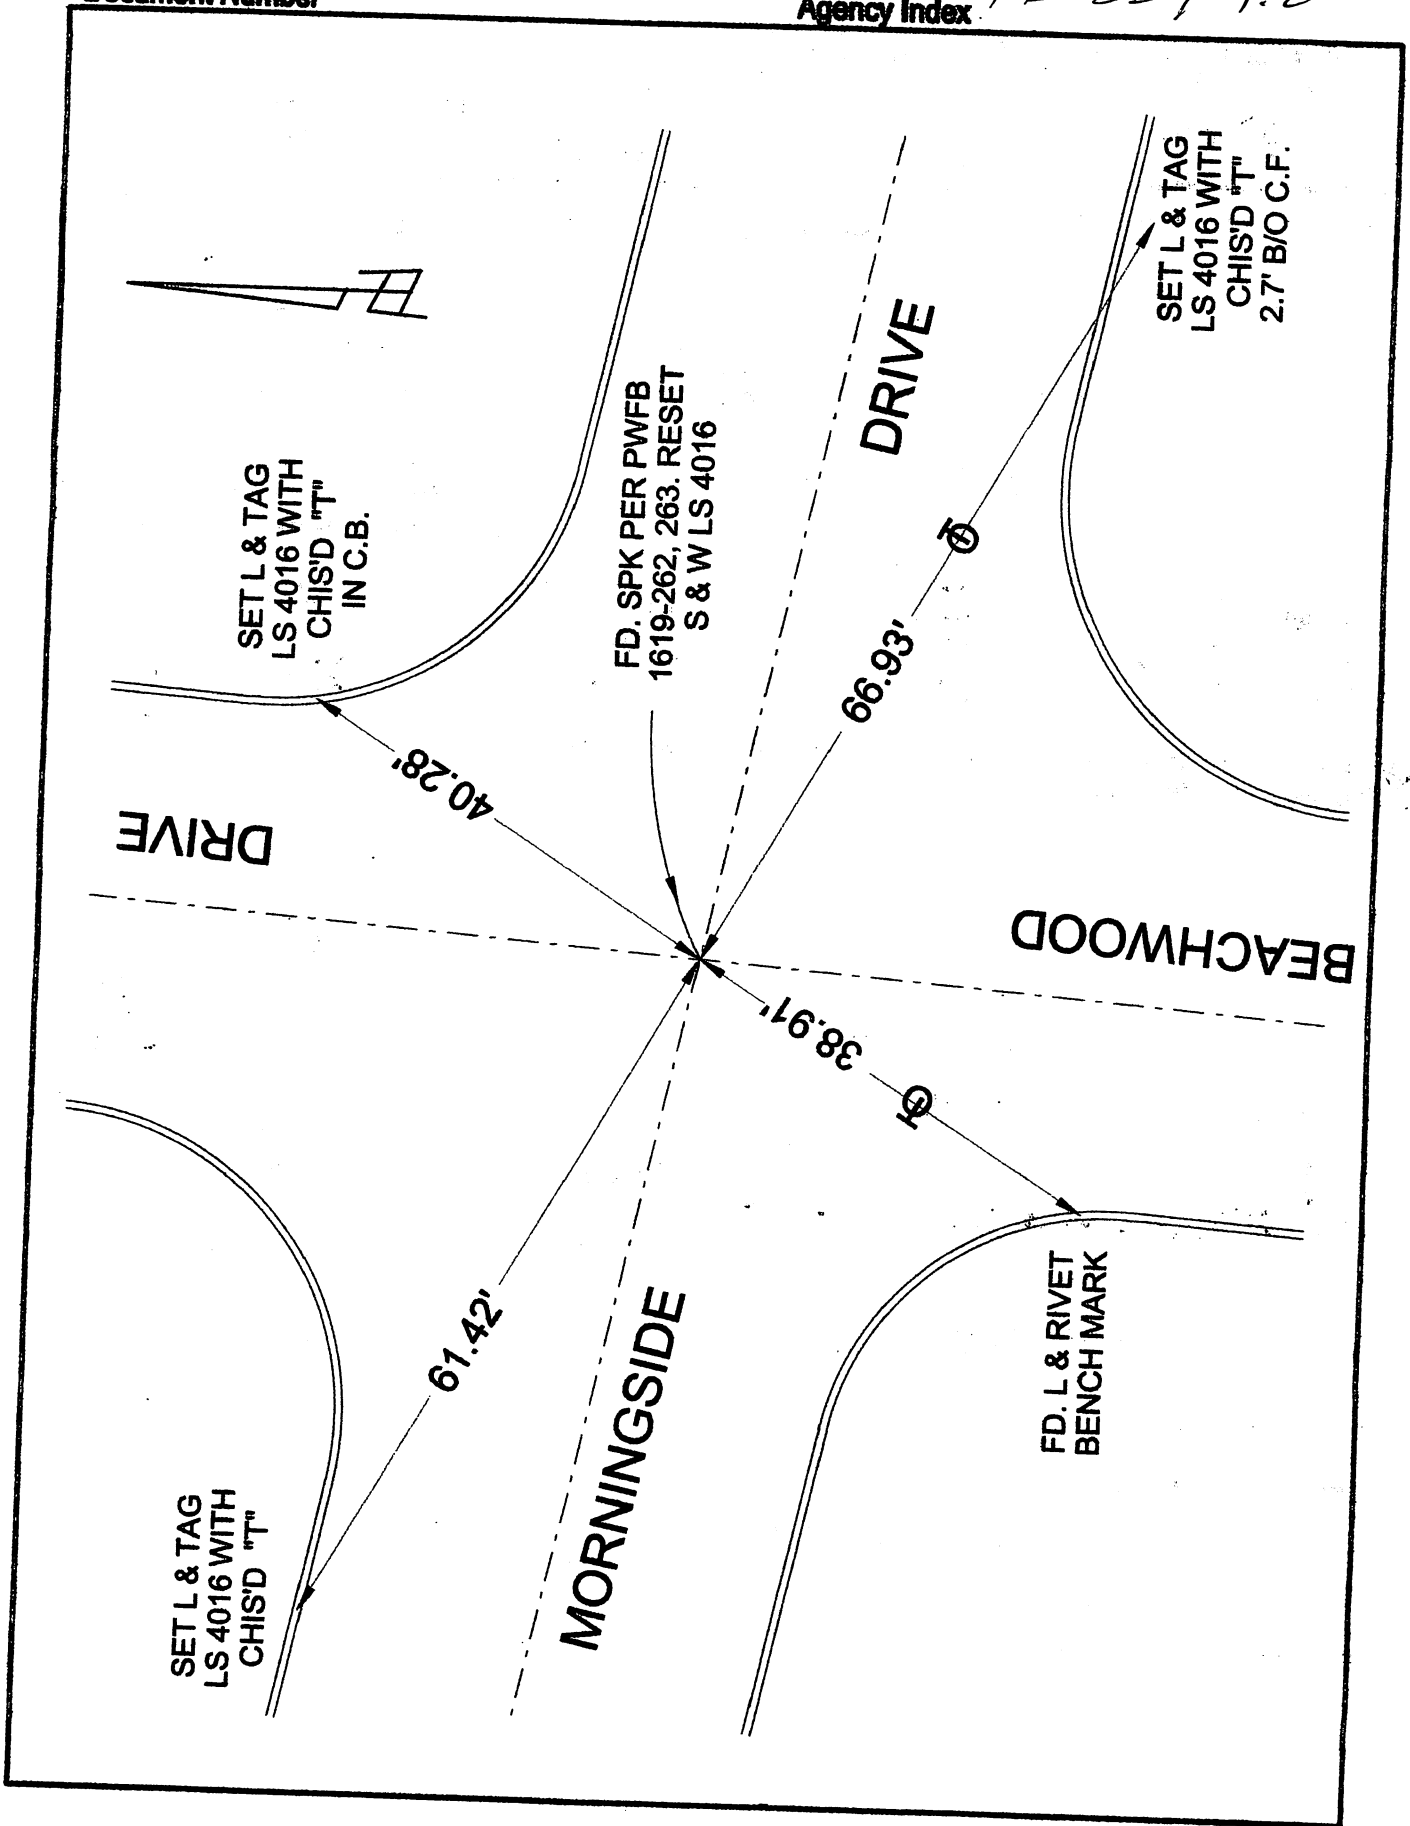 Document Number
Agency Index
SET L & TAG
LS 4016 WITH
CHIS'D "T"
IN C.B.
FD. SPK PER PWFB
1619-262, 263. RESET
S & W LS 4016
SET L & TAG
LS 4016 WITH
CHIS'D "T"
2.7' B/O C.F.
DRIVE
DRIVE
40.28'
66.93'
BEACHWOOD
38.91'
61.42'
MORNINGSIDE
FD. L & RIVET
BENCH MARK
SET L & TAG
LS 4016 WITH
CHIS'D "T"